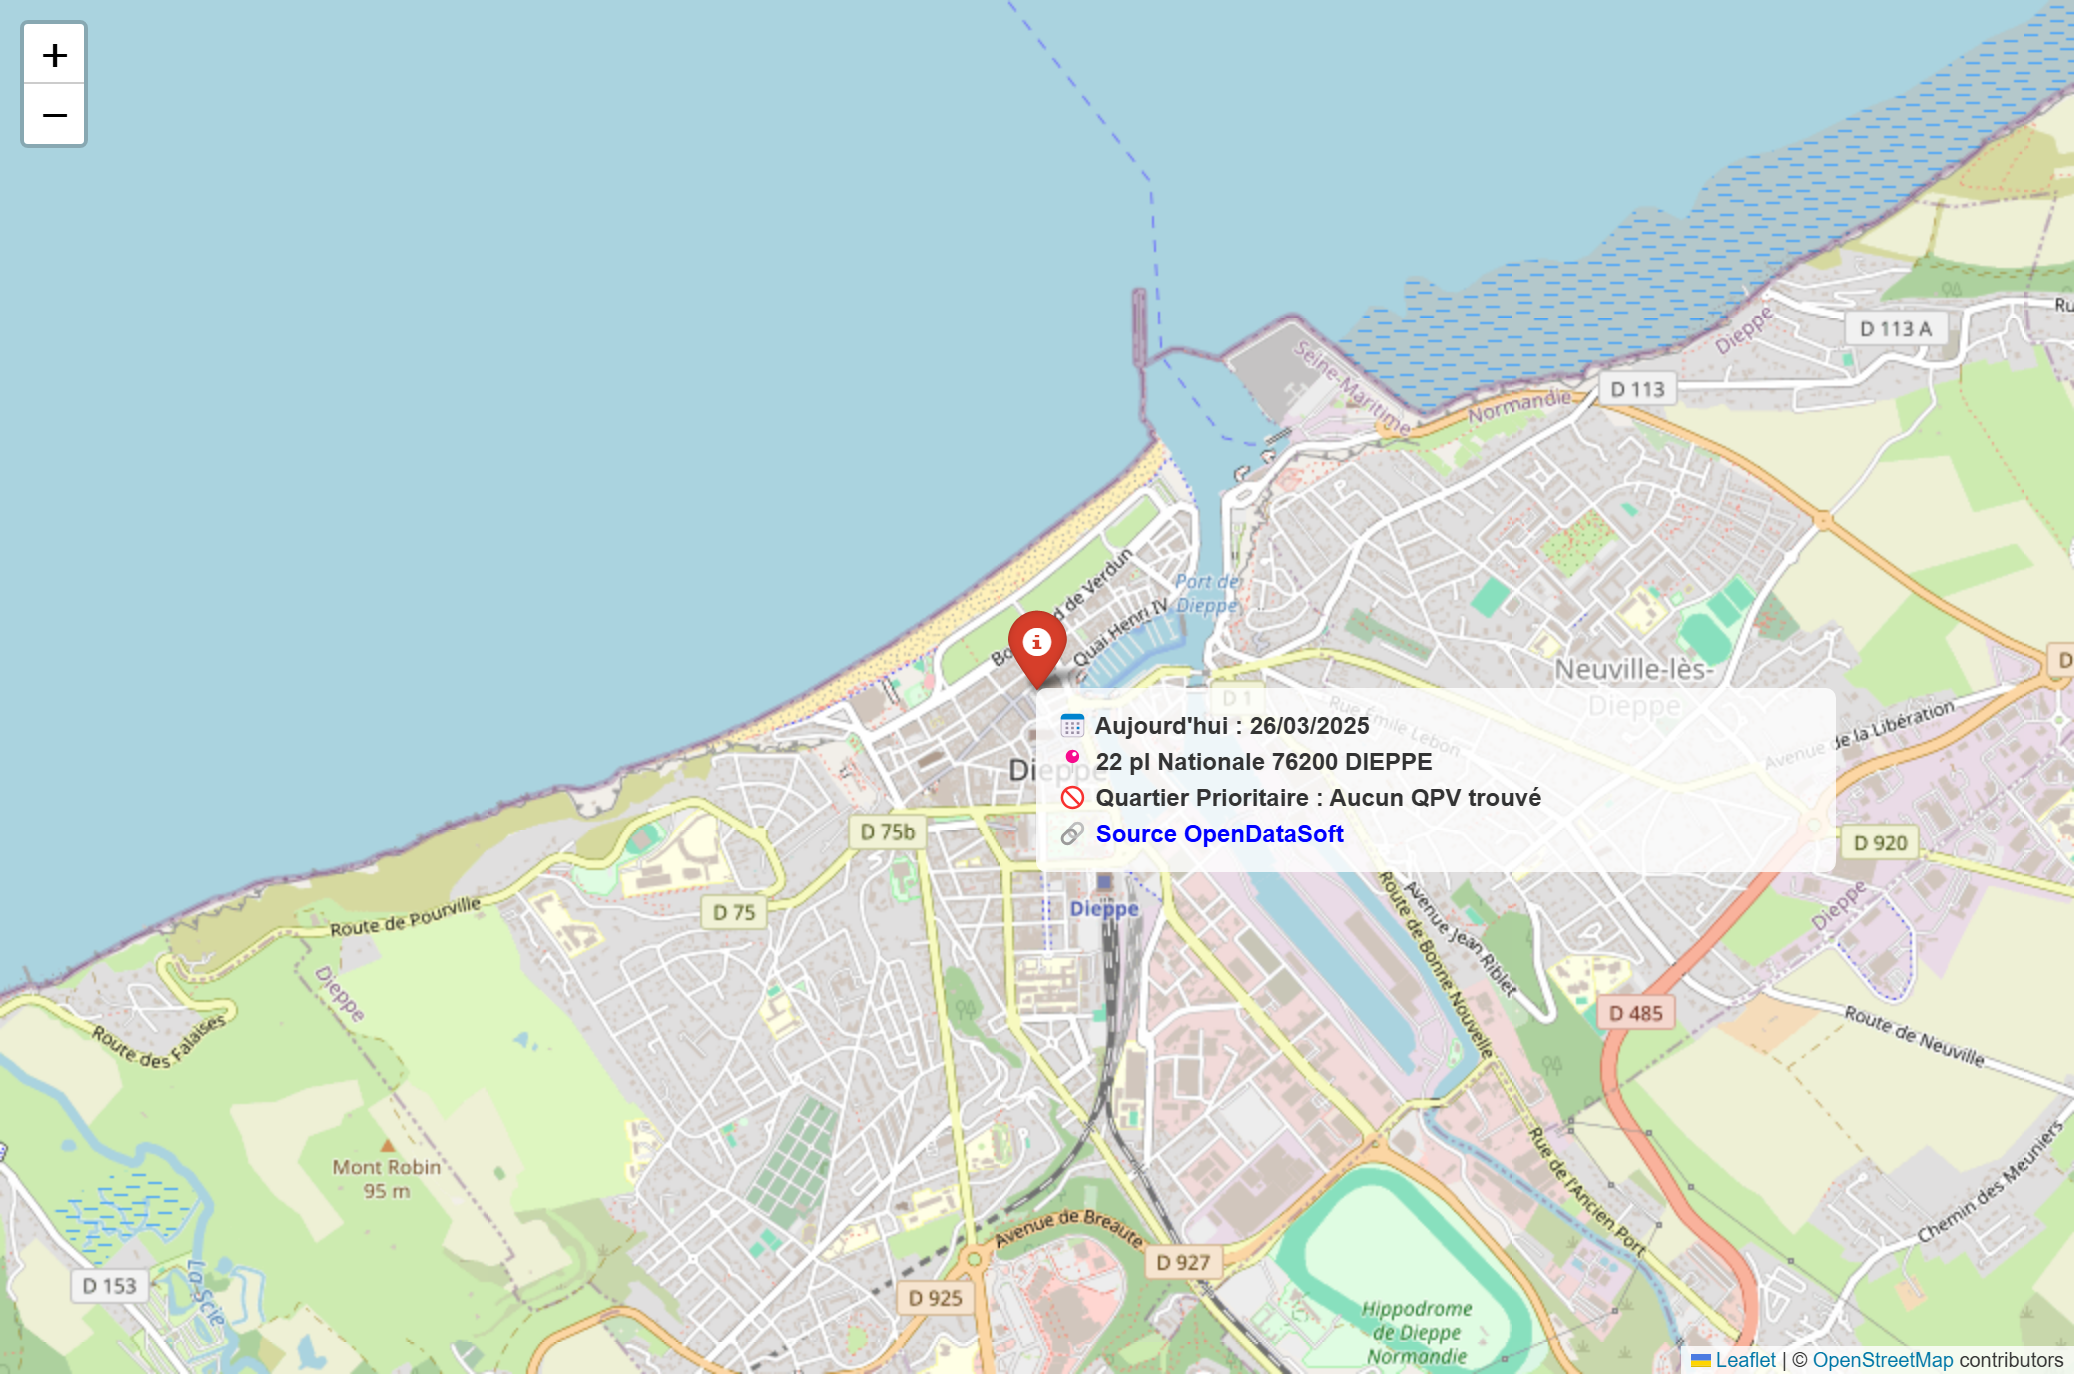 +
−
D 113 A
Ru
Dieppe
D 113
Seine-Maritime
Normandie
Port de
Dieppe
d de Verdun
Bo
Quai Henri IV
Neuville-lès-
Dieppe
D
D 1
Rue Émile Lebon
Avenue de la Libération
Aujourd'hui : 26/03/2025
22 pl Nationale 76200 DIEPPE
Quartier Prioritaire : Aucun QPV trouvé
Source OpenDataSoft
Dieppe
D 75b
D 920
D 75
Dieppe
Route de Pourville
Dieppe
Route de Bonne Nouvelle
Avenue Jean Riblet
Dieppe
Route des Falaises
D 485
Route de Neuville
Mont Robin
95 m
Rue de l'Ancien Port
Chemin des Meuniers
Avenue de Breaute
D 927
D 153
La Scie
D 925
Hippodrome
de Dieppe
Normandie
Leaflet | © OpenStreetMap contributors